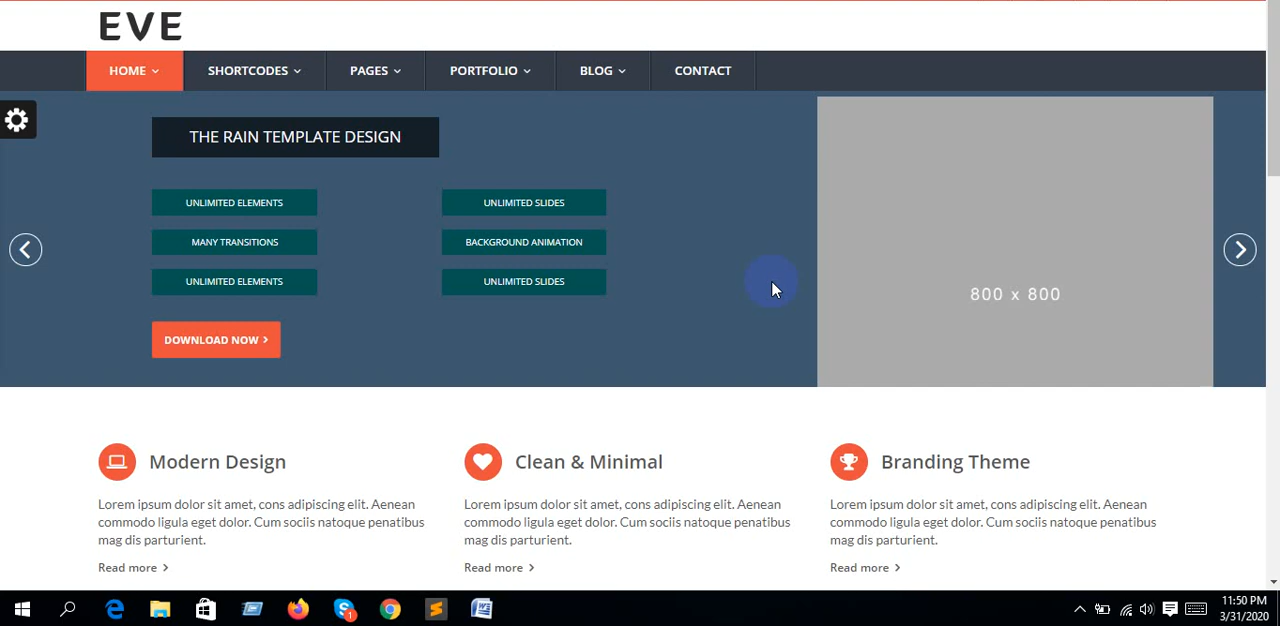 EVE
HOME SHORTCODES PAGES PORTFOLIO BLOG CONTACT
THE RAIN TEMPLATE DESIGN
UNLIMITED ELEMENTS UNLIMITED SLIDES
MANY TRANSITIONS BACKGROUND ANIMATION
UNLIMITED ELEMENTS UNLIMITED SLIDES
DOWNLOAD NOW
800 x 800
Modern Design
Lorem ipsum dolor sit amet, cons adipiscing elit. Aenean
commodo ligula eget dolor. Cum sociis natoque penatibus
mag dis parturient.
Read more
Clean & Minimal
Lorem ipsum dolor sit amet, cons adipiscing elit. Aenean
commodo ligula eget dolor. Cum sociis natoque penatibus
mag dis parturient.
Read more
Branding Theme
Lorem ipsum dolor sit amet, cons adipiscing elit. Aenean
commodo ligula eget dolor. Cum sociis natoque penatibus
mag dis parturient.
Read more
11:50 PM
3/31/2020